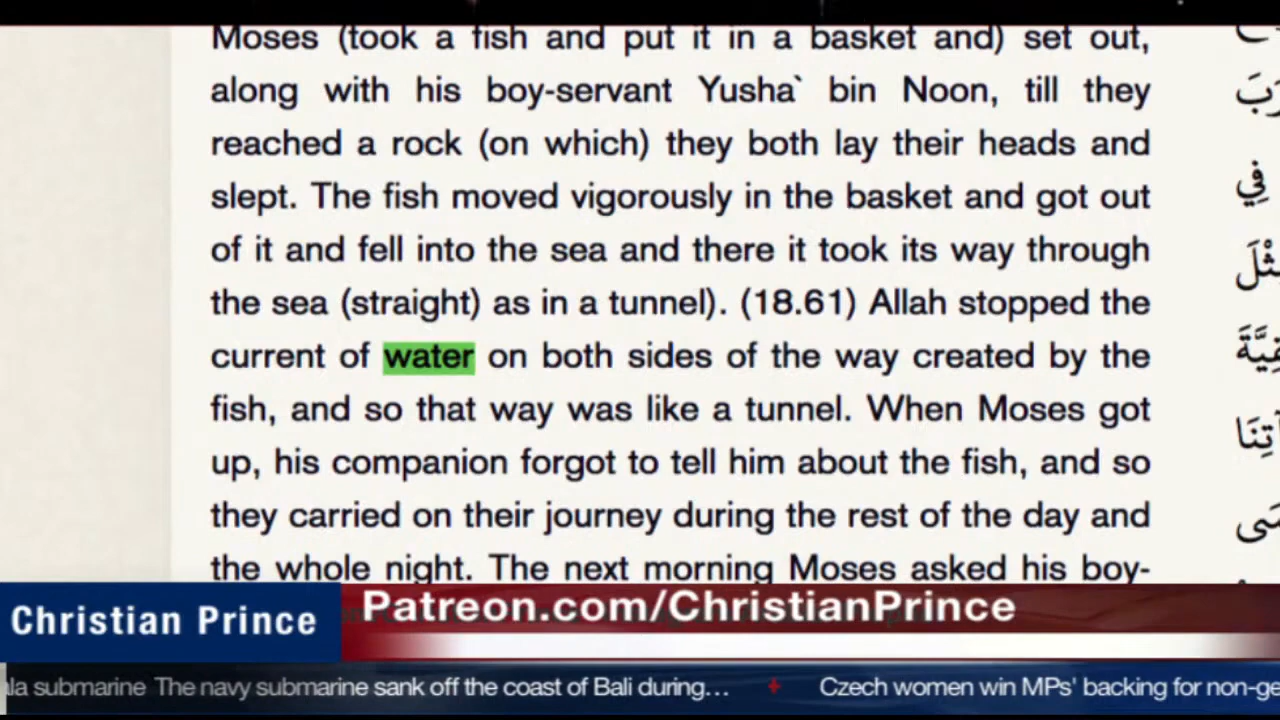 Moses (took a fish and put it in a basket and) set out,
along with his boy-servant Yusha` bin Noon, till they
reached a rock (on which) they both lay their heads and
slept. The fish moved vigorously in the basket and got out
of it and fell into the sea and there it took its way through
the sea (straight) as in a tunnel). (18.61) Allah stopped the
current of water on both sides of the way created by the
fish, and so that way was like a tunnel. When Moses got
up, his companion forgot to tell him about the fish, and so
they carried on their journey during the rest of the day and
the whole night. The next morning Moses asked his boy-
في
Christian Prince
Patreon.com/ChristianPrince
submarine The navy submarine sank off the coast of Bali during... + Czech women win MPs' backing for